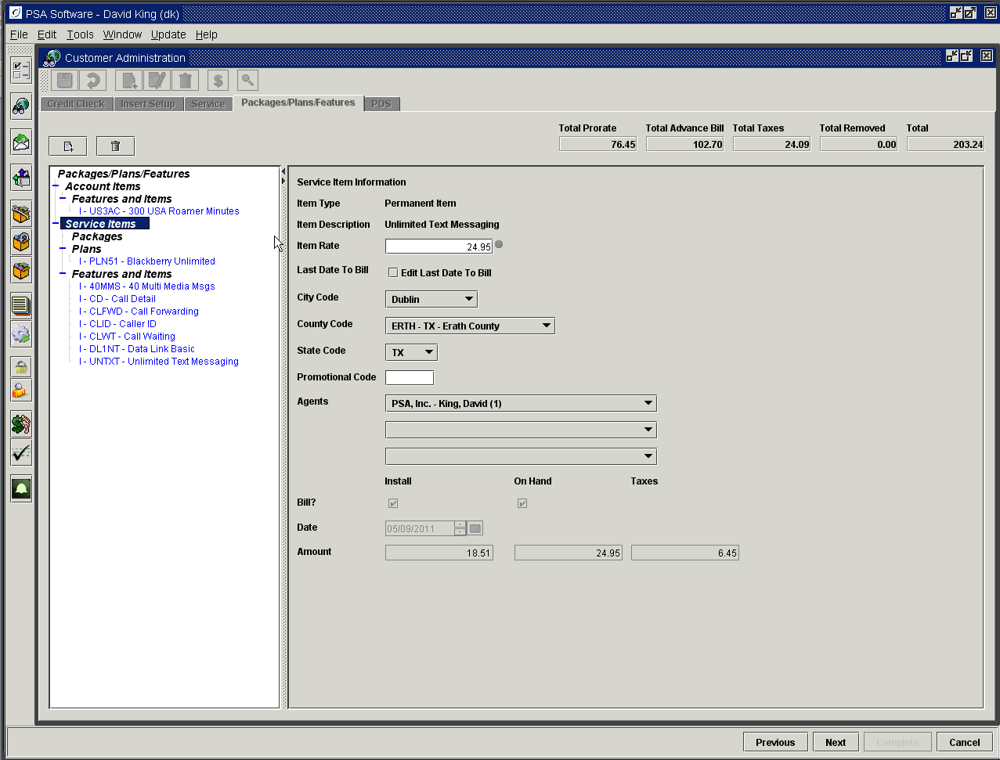 PSA Software - David King (dk)
File Edit Tools Window Update Help
Customer Administration
Credit Check Insert Setup Service Packages/Plans/Features POS
Total Prorate Total Advance Bill Total Taxes Total Removed Total
76.45 102.70 24.09 0.00 203.24
Packages/Plans/Features
Account Items
Features and Items
I - US3AC - 300 USA Roamer Minutes
Service Items
Packages
Plans
I - PLN51 - Blackberry Unlimited
Features and Items
I - 40MMS - 40 Multi Media Msgs
I - CD - Call Detail
I - CLFWD - Call Forwarding
I - CLID - Caller ID
I - CLWT - Call Waiting
I - DL1NT - Data Link Basic
I - UNTXT - Unlimited Text Messaging
Service Item Information
Item Type Permanent Item
Item Description Unlimited Text Messaging
Item Rate 24.95
Last Date To Bill Edit Last Date To Bill
City Code Dublin
County Code ERTH - TX - Erath County
State Code TX
Promotional Code
Agents PSA, Inc. - King, David (1)
Install On Hand Taxes
Bill?
Date 05/09/2011
Amount 18.51 24.95 6.45
Previous Next Complete Cancel